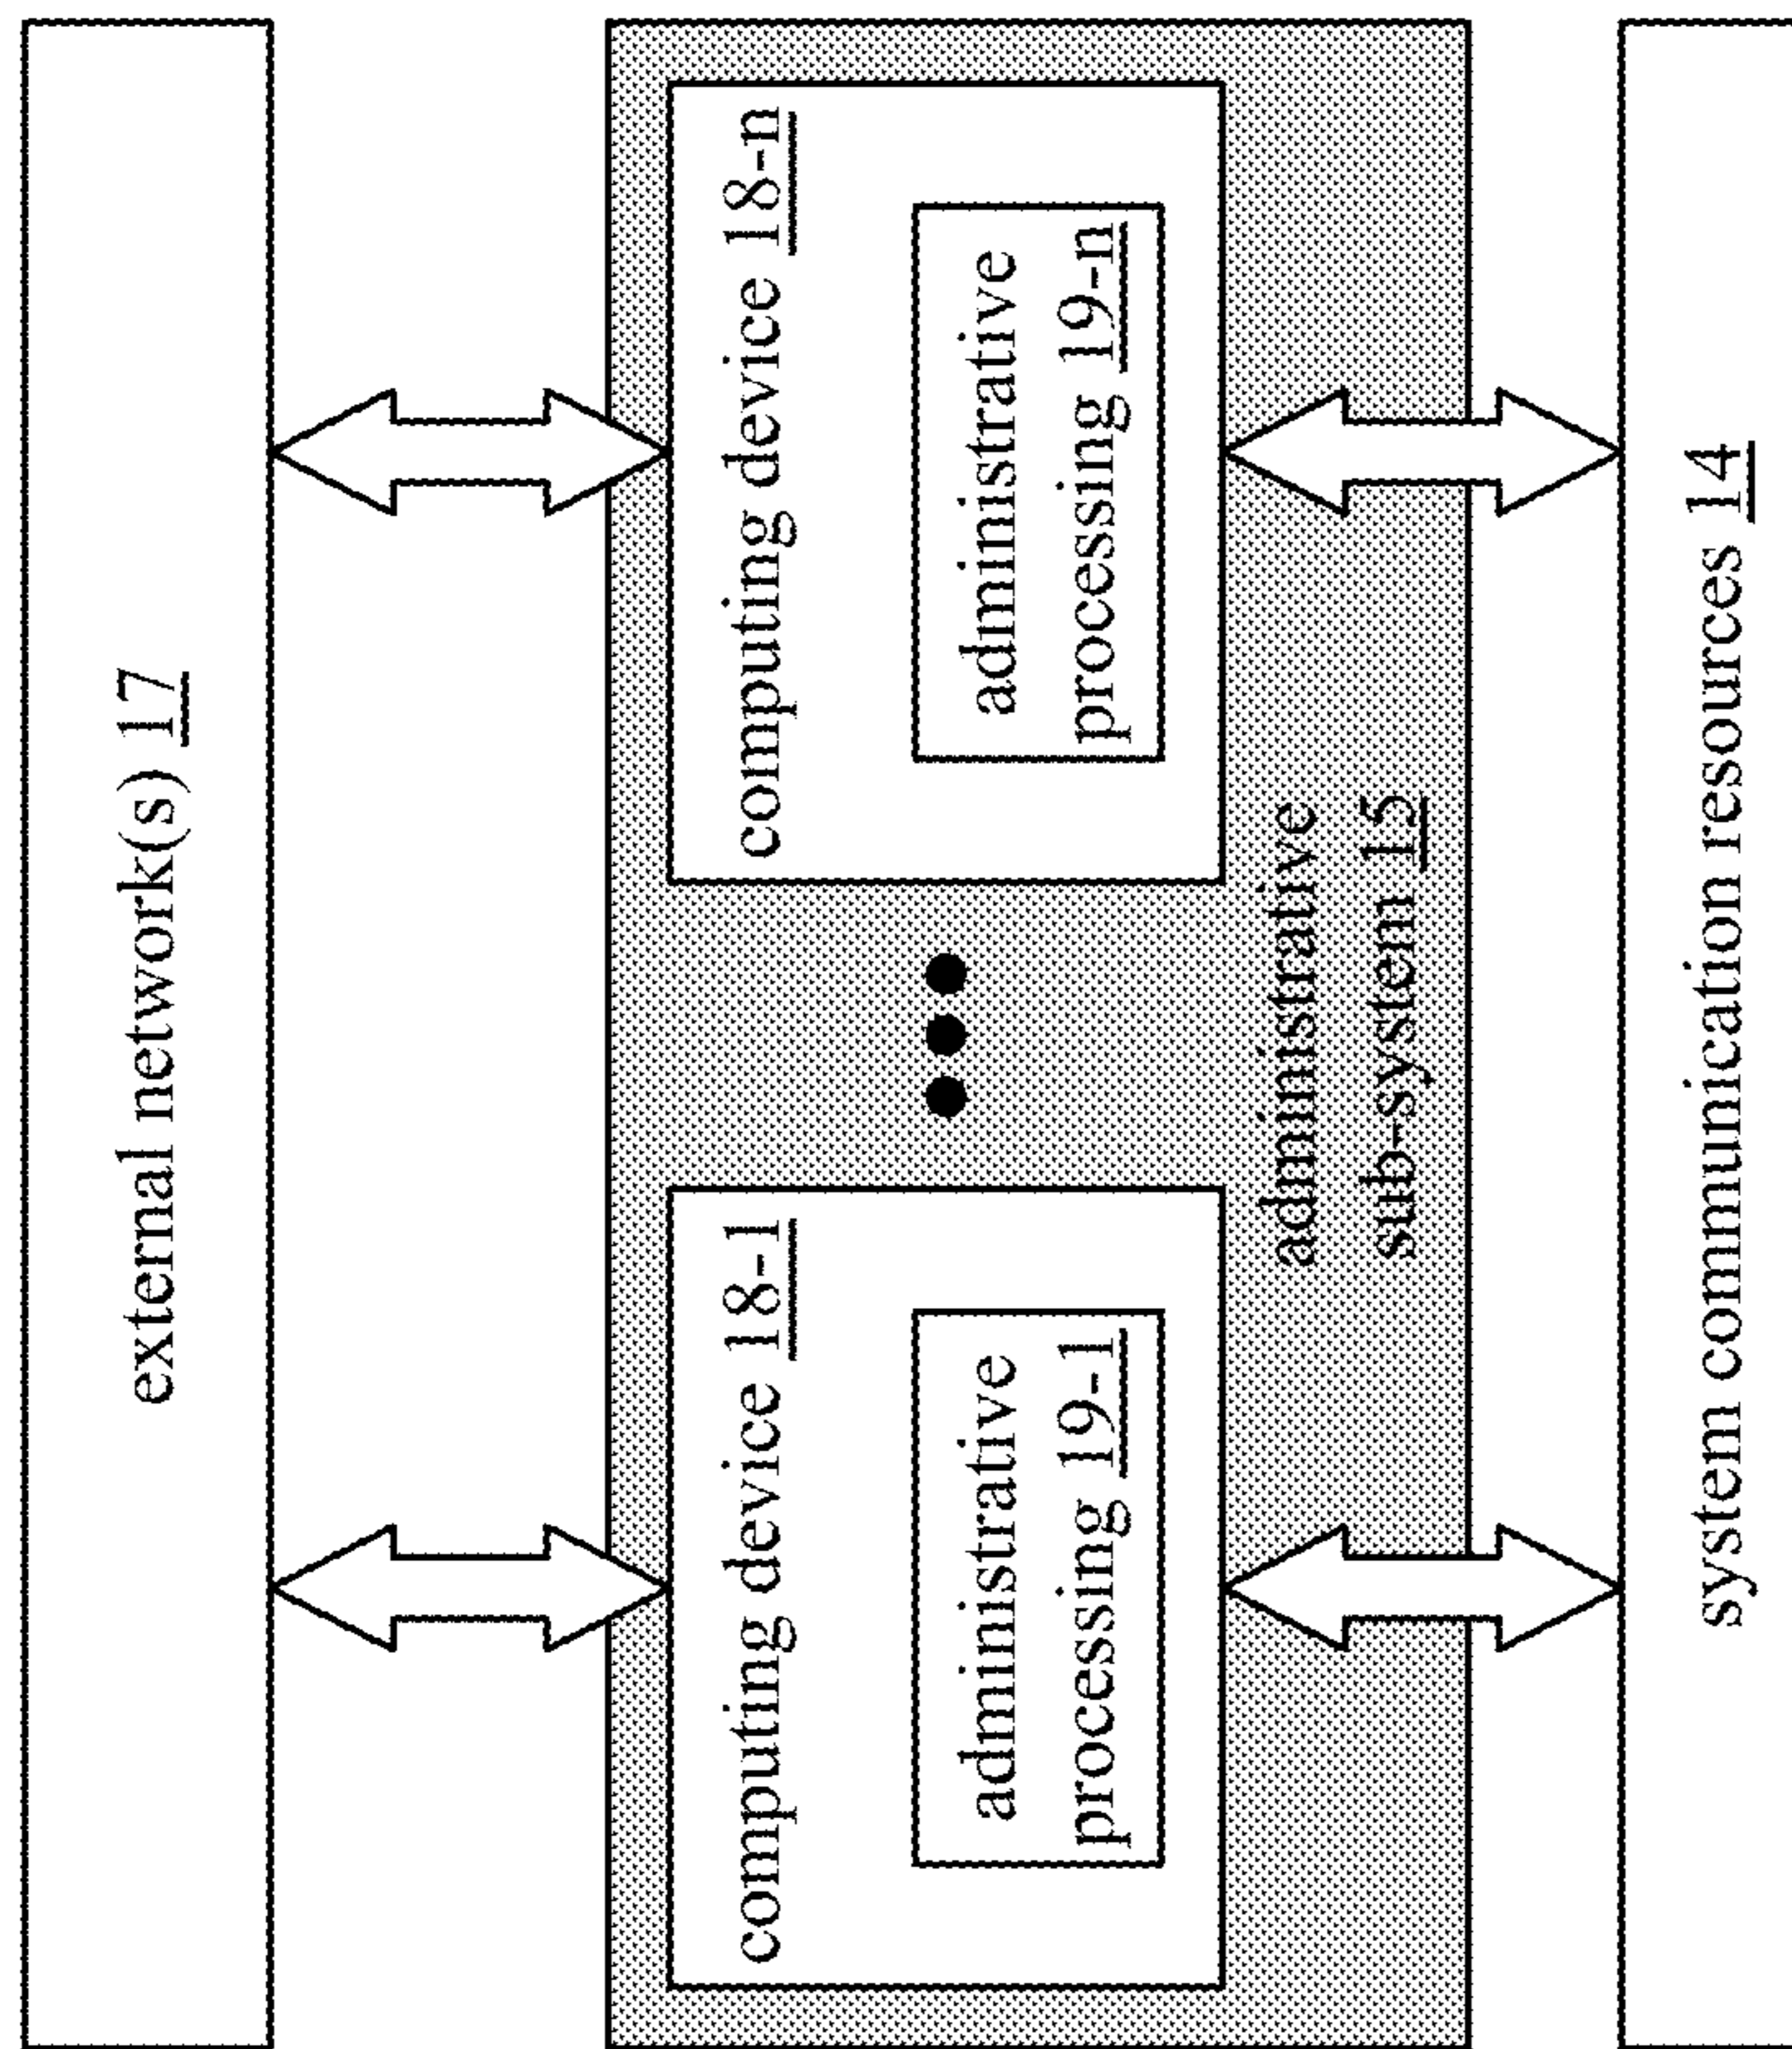 external network(s) 17
computing device 18-1
administrative
processing 19-1
computing device 18-n
administrative
processing 19-n
administrative
sub-system 15
system communication resources 14